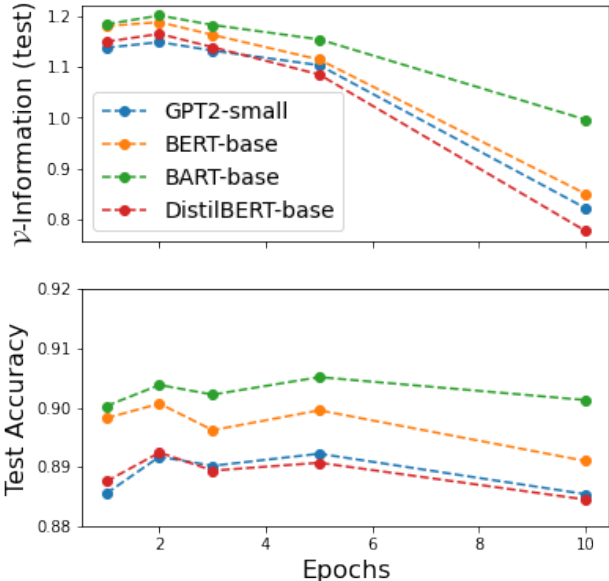 𝒱-Information (test)
1.2
1.1
1.0
0.9
0.8
GPT2-small
BERT-base
BART-base
DistilBERT-base
Test Accuracy
0.92
0.91
0.90
0.89
0.88
2 4 6 8 10
Epochs